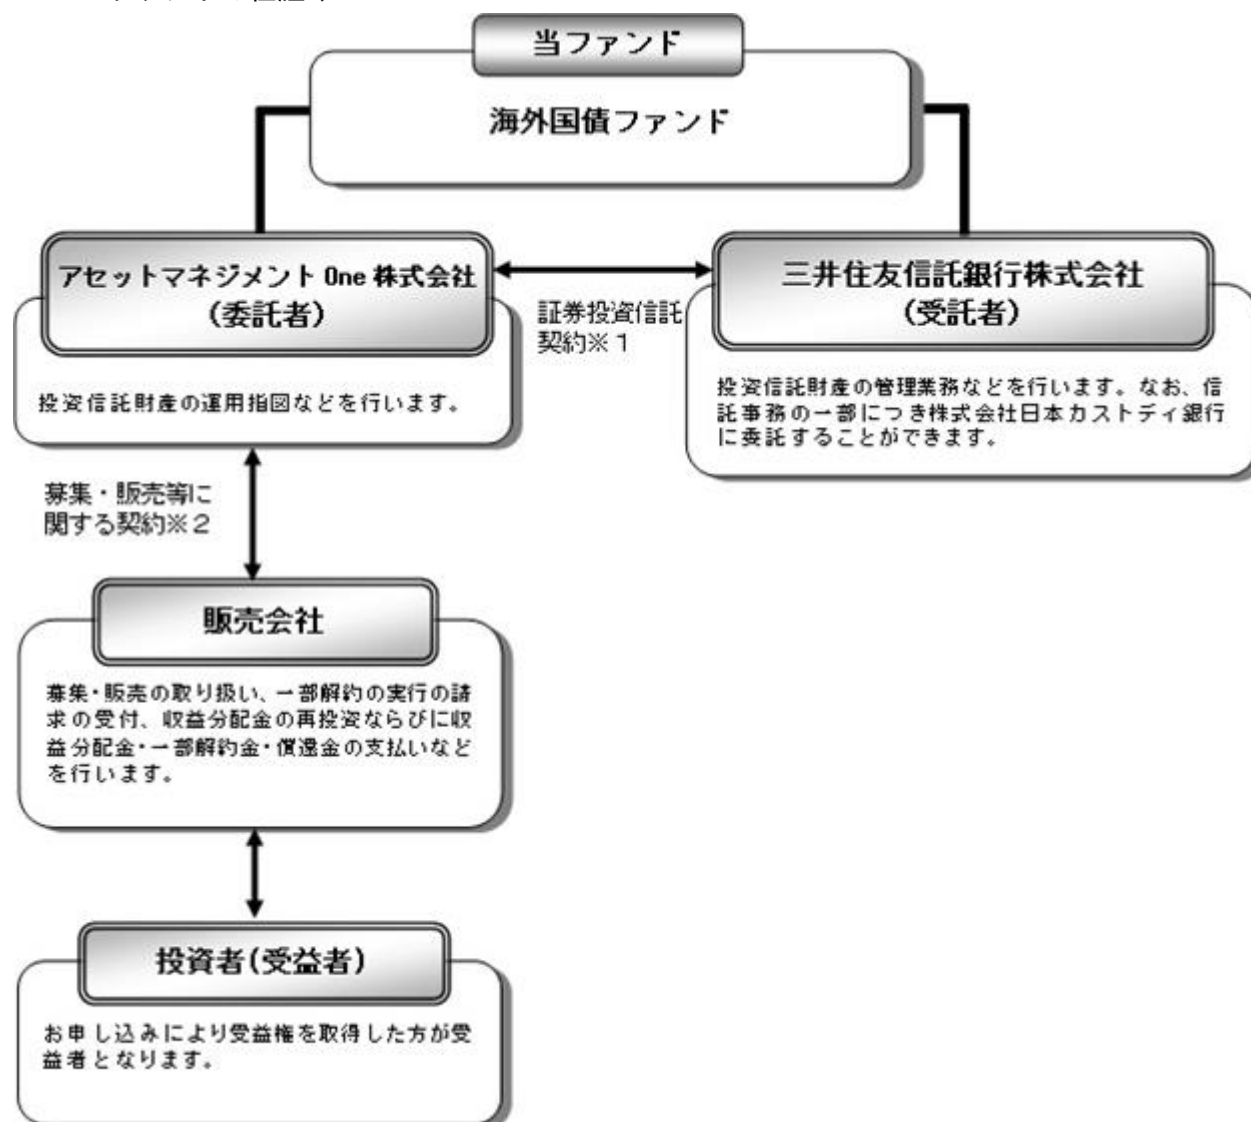 当ファンド
海外国債ファンド
アセットマネジメント One 株式会社
(委託者)
投資信託財産の運用指図などを行います。
証券投資信託
契約※1
三井住友信託銀行株式会社
(受託者)
投資信託財産の管理業務などを行います。なお、信
託事務の一部につき株式会社日本カストディ銀行
に委託することができます。
募集・販売等に
関する契約※2
販売会社
募集・販売の取り扱い、一部解約の実行の請
求の受付、収益分配金の再投資ならびに収
益分配金・一部解約金・償還金の支払いなど
を行います。
投資者(受益者)
お申し込みにより受益権を取得した方が受
益者となります。